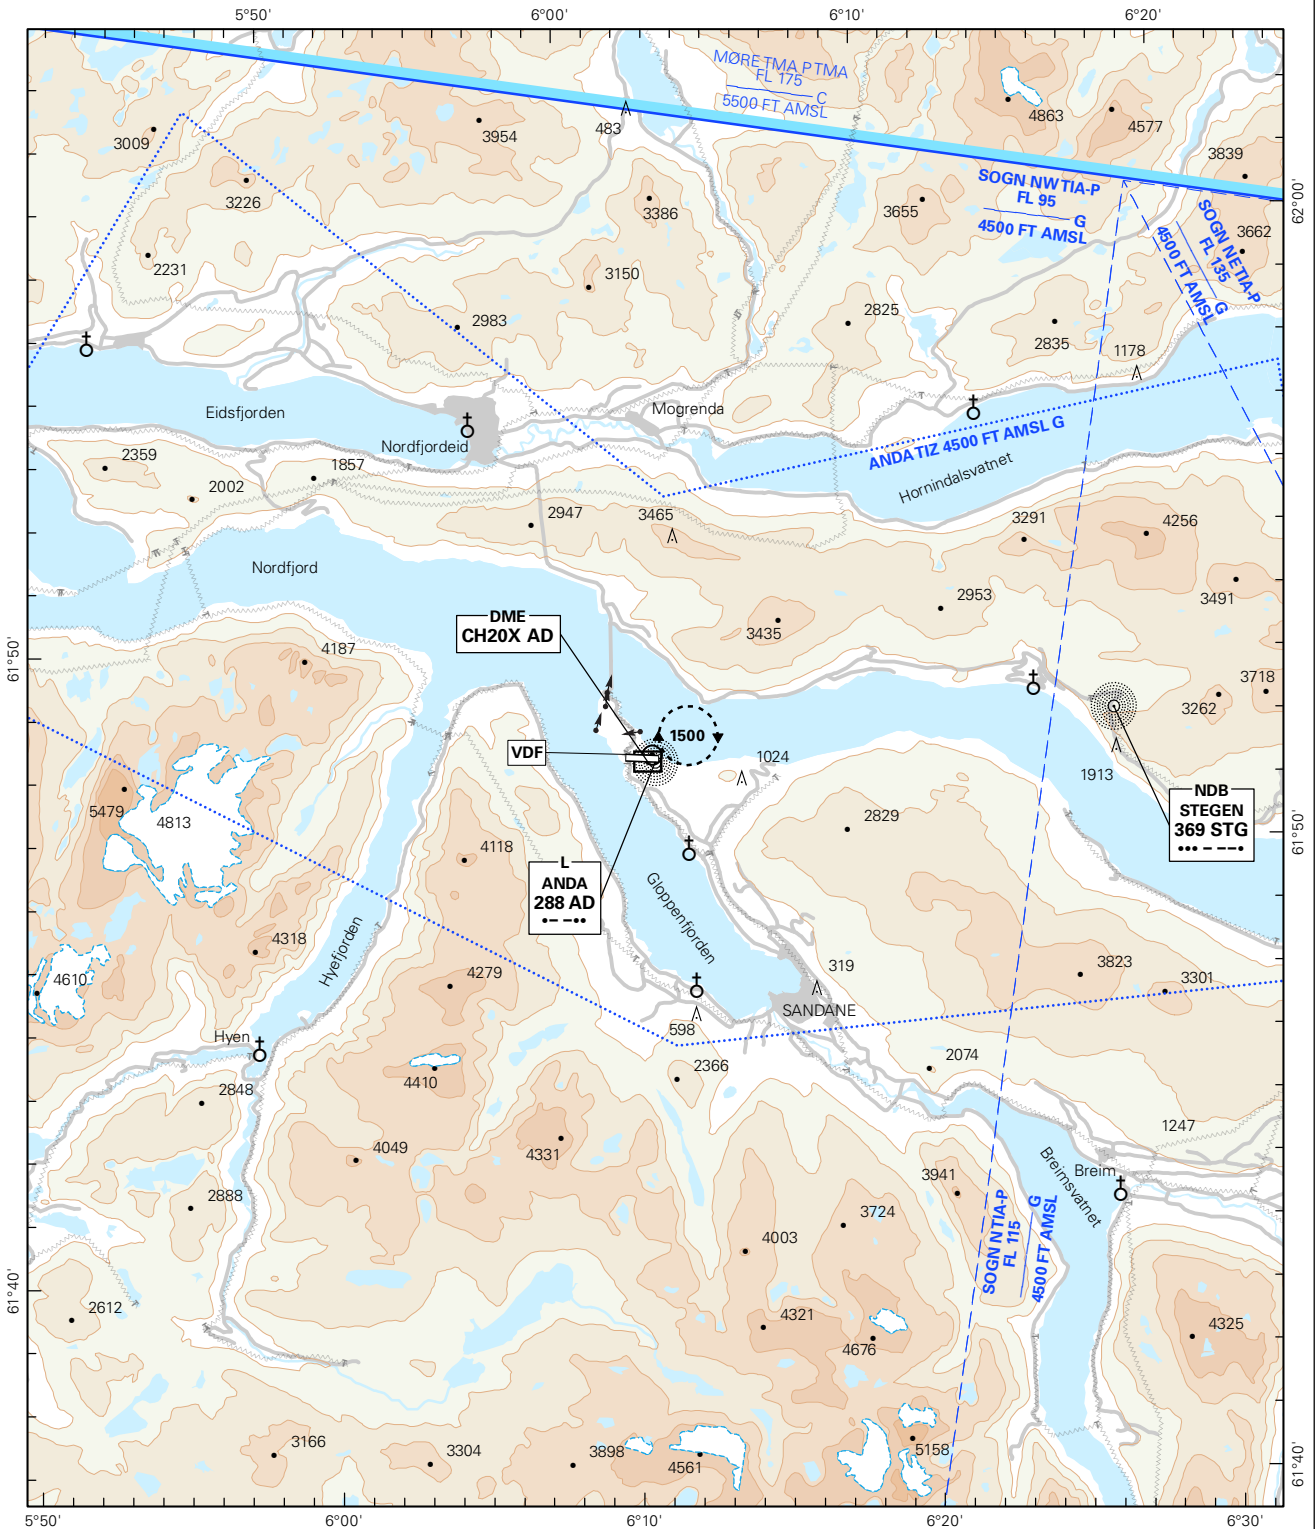 5°50'
6°00'
6°10'
6°20'
MØRE TMA P TMA
FL 175
C
5500 FT AMSL
3009
3954
483
4863
4577
3839
62°00'
3226
3386
3655
SOGN NW TIA-P
FL 95
G
4500 FT AMSL
SOGN NE TIA-P
FL 135
G
4500 FT AMSL
3662
2231
3150
2983
2825
2835
1178
Eidsfjorden
Nordfjordeid
Mogrenda
ANDA TIZ 4500 FT AMSL G
Hornindalsvatnet
2359
2002
1857
2947
3465
3291
4256
Nordfjord
3491
2953
3435
DME
CH20X AD
61°50'
4187
3718
3262
VDF
1500
1024
1913
NDB
STEGEN
369 STG
61°50'
5479
4813
4118
2829
L
ANDA
288 AD
Gloppenfjorden
4318
Hyefjorden
4610
4279
319
3823
3301
SANDANE
598
Hyen
2366
2074
4410
2848
1247
4049
4331
Breim
Breimsvatnet
3941
2888
3724
4003
SOGN N TIA-P
FL 115
G
4500 FT AMSL
61°40'
2612
4321
4676
4325
3166
3304
3898
4561
5158
61°40'
5°50'
6°00'
6°10'
6°20'
6°30'